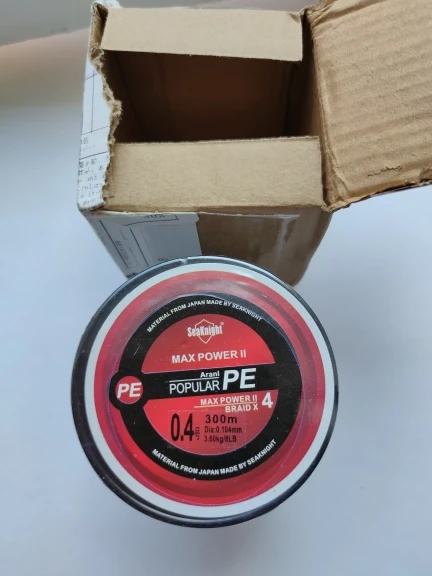 MATERIAL FROM JAPAN MADE BY SEAKNIGHT
SeaKnight
MAX POWER II
Arani
POPULAR PE
PE
MAX POWER II
BRAID X 4
0.4
300m
Dia:0.104mm
3.60kg/8LB
MATERIAL FROM JAPAN MADE BY SEAKNIGHT